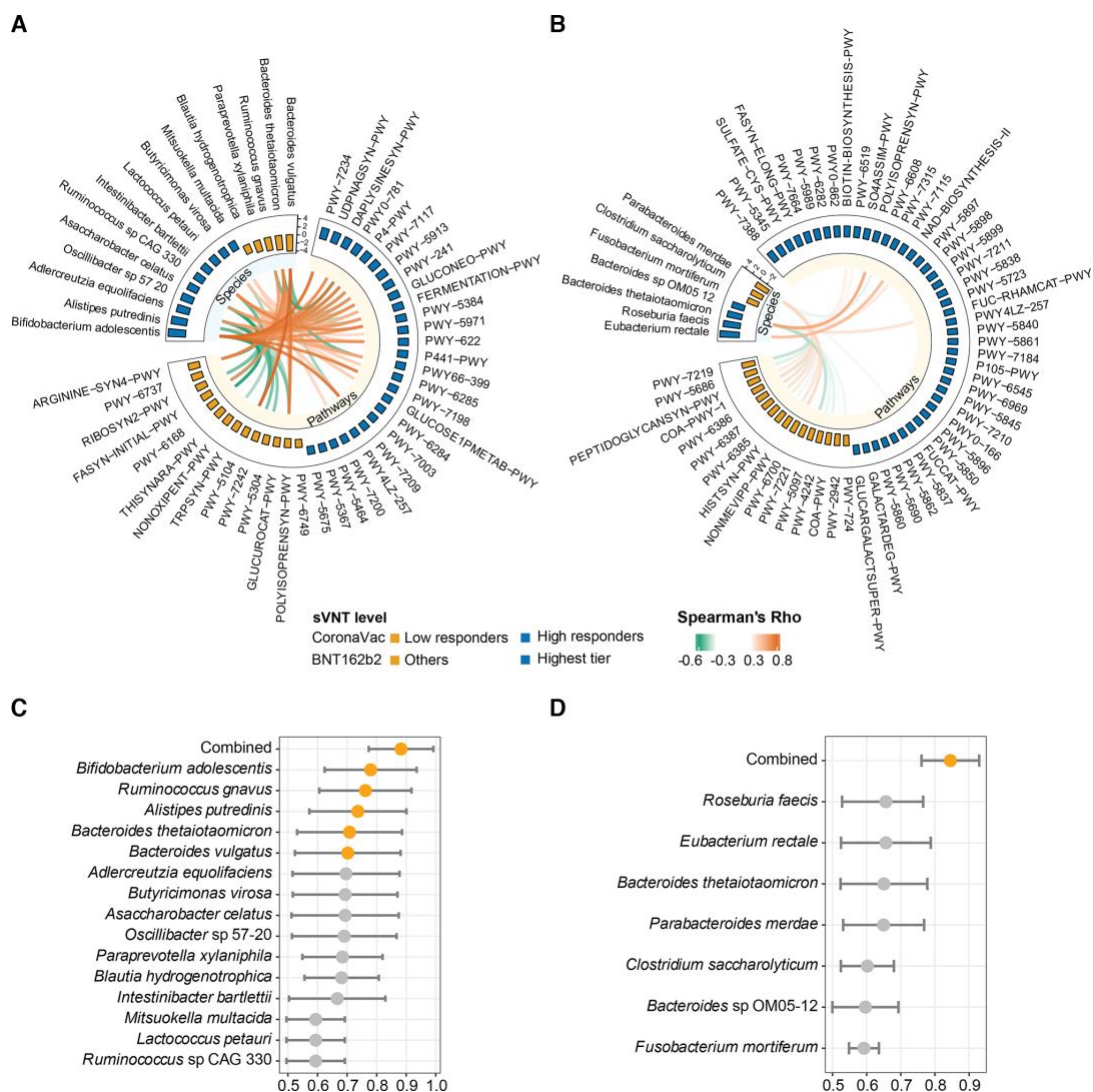 A
Bacteroides vulgatus
Bacteroides thetaiotaomicron
Ruminococcus gnavus
Paraprevotella xylaniphila
Blautia hydrogenotrophica
Mitsuokella multacida
Butyricimonas virosa
Lactococcus petauri
Intestinibacter bartlettii
Ruminococcus sp CAG 330
Asaccharobacter celatus
Oscillibacter sp 57 20
Adlercreutzia equolifaciens
Alistipes putredinis
Bifidobacterium adolescentis
4
2
0
-2
-4
Species
Pathways
PWY-7234
UDPNAGSYN-PWY
DAPLYSINESYN-PWY
PWY0-781
P4-PWY
PWY-7117
PWY-5913
PWY-241
GLUCONEO-PWY
FERMENTATION-PWY
PWY-5384
PWY-5971
PWY-622
P441-PWY
PWY66-399
PWY-6285
PWY-7198
GLUCOSE1PMETAB-PWY
PWY-6284
PWY-7003
PWY-7209
PWY4LZ-257
PWY-7200
PWY-5464
PWY-5367
PWY-5675
PWY-6749
POLYISOPRENSYN-PWY
GLUCUROCAT-PWY
PWY-5304
PWY-7242
PWY-5104
TRPSYN-PWY
NONOXIPENT-PWY
THISYNARA-PWY
PWY-6168
FASYN-INITIAL-PWY
RIBOSYN2-PWY
PWY-6737
ARGININE-SYN4-PWY
B
Parabacteroides merdae
Clostridium saccharolyticum
Fusobacterium mortiferum
Bacteroides sp OM05 12
Bacteroides thetaiotaomicron
Roseburia faecis
Eubacterium rectale
4
2
0
-2
Species
Pathways
PWY-7388
PWY-5345
SULFATE-CYS-PWY
FASYN-ELONG-PWY
PWY-7664
PWY-5989
PWY-6282
PWY0-862
BIOTIN-BIOSYNTHESIS-PWY
PWY-6519
SO4ASSIM-PWY
POLYISOPRENSYN-PWY
PWY-6608
PWY-7315
PWY-7115
NAD-BIOSYNTHESIS-II
PWY-5897
PWY-5898
PWY-5899
PWY-7211
PWY-5838
PWY-5723
FUC-RHAMCAT-PWY
PWY4LZ-257
PWY-5840
PWY-5861
PWY-7184
P105-PWY
PWY-6545
PWY-6969
PWY-5845
PWY-7210
PWY0-166
PWY-5896
PWY-5850
FUCCAT-PWY
PWY-5837
PWY-5862
PWY-5690
PWY-5860
GALACTARDEG-PWY
GLUCARGALACTSUPER-PWY
PWY-724
PWY-2942
COA-PWY
PWY-4242
PWY-5097
PWY-7221
PWY-6700
NONMEVIPP-PWY
HISTSYN-PWY
PWY-6385
PWY-6387
PWY-6386
COA-PWY-1
PEPTIDOGLYCANSYN-PWY
PWY-5686
PWY-7219
sVNT level
CoronaVac Low responders High responders
BNT162b2 Others Highest tier
Spearman's Rho
-0.6 -0.3 0.3 0.8
C
Combined
Bifidobacterium adolescentis
Ruminococcus gnavus
Alistipes putredinis
Bacteroides thetaiotaomicron
Bacteroides vulgatus
Adlercreutzia equolifaciens
Butyricimonas virosa
Asaccharobacter celatus
Oscillibacter sp 57-20
Paraprevotella xylaniphila
Blautia hydrogenotrophica
Intestinibacter bartlettii
Mitsuokella multacida
Lactococcus petauri
Ruminococcus sp CAG 330
0.5 0.6 0.7 0.8 0.9 1.0
D
Combined
Roseburia faecis
Eubacterium rectale
Bacteroides thetaiotaomicron
Parabacteroides merdae
Clostridium saccharolyticum
Bacteroides sp OM05-12
Fusobacterium mortiferum
0.5 0.6 0.7 0.8 0.9